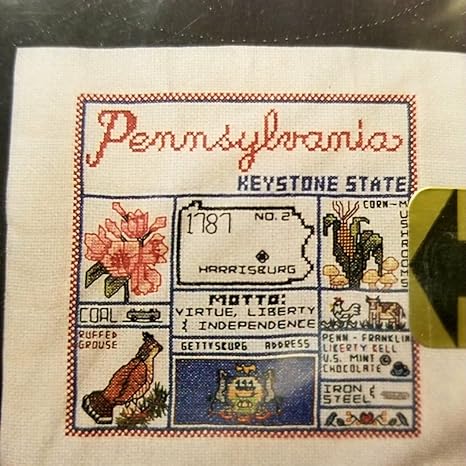 Pennsylvania
KEYSTONE STATE
1787
NO. 2
HARRISBURG
CORN -
MUSHROOMS
COAL
MOTTO:
VIRTUE, LIBERTY
& INDEPENDENCE
GETTYSBURG ADDRESS
RUFFED
GROUSE
PENN - FRANKLIN
LIBERTY BELL
U.S. MINT
CHOCOLATE
IRON &
STEEL